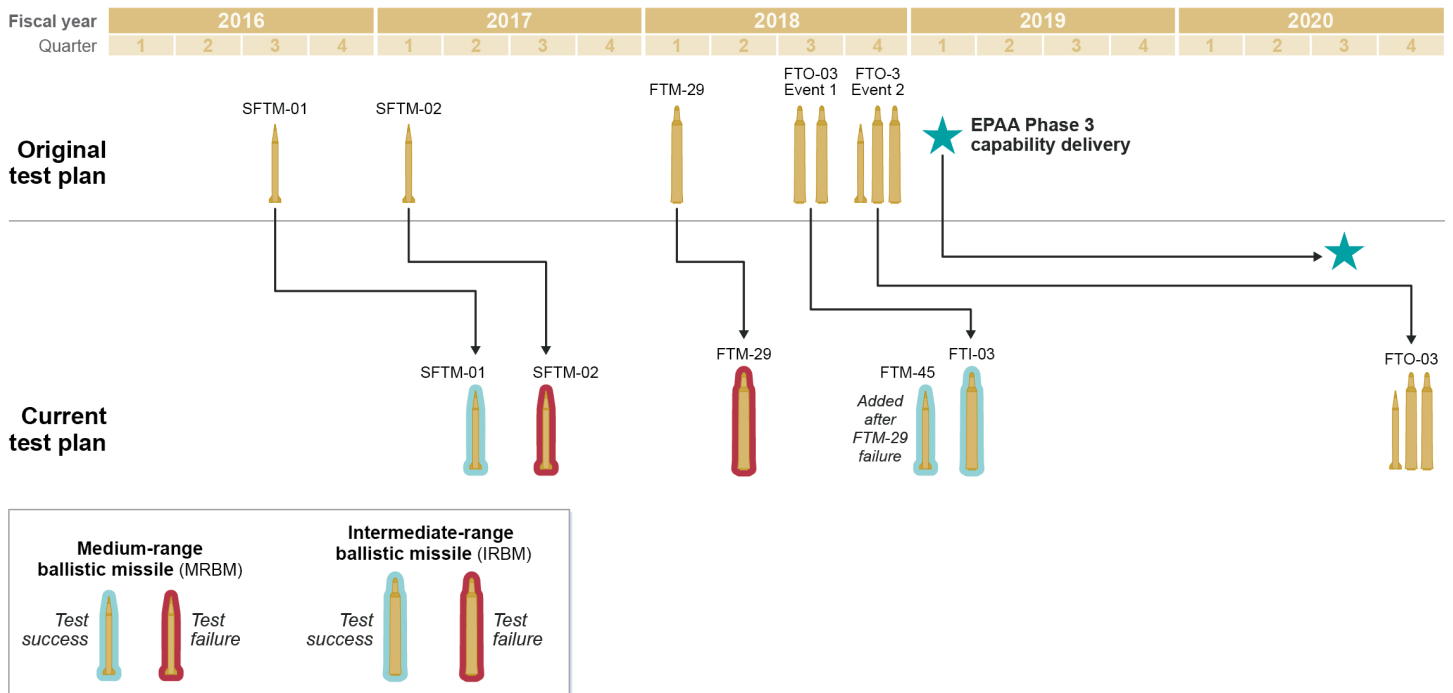 Fiscal year 2016 2017 2018 2019 2020
Quarter 1 2 3 4 1 2 3 4 1 2 3 4 1 2 3 4 1 2 3 4
Original
test plan
SFTM-01
SFTM-02
FTM-29
FTO-03
Event 1
FTO-3
Event 2
EPAA Phase 3
capability delivery
Current
test plan
SFTM-01
SFTM-02
FTM-29
FTM-45
Added
after
FTM-29
failure
FTI-03
FTO-03
Medium-range
ballistic missile (MRBM)
Test
success
Test
failure
Intermediate-range
ballistic missile (IRBM)
Test
success
Test
failure